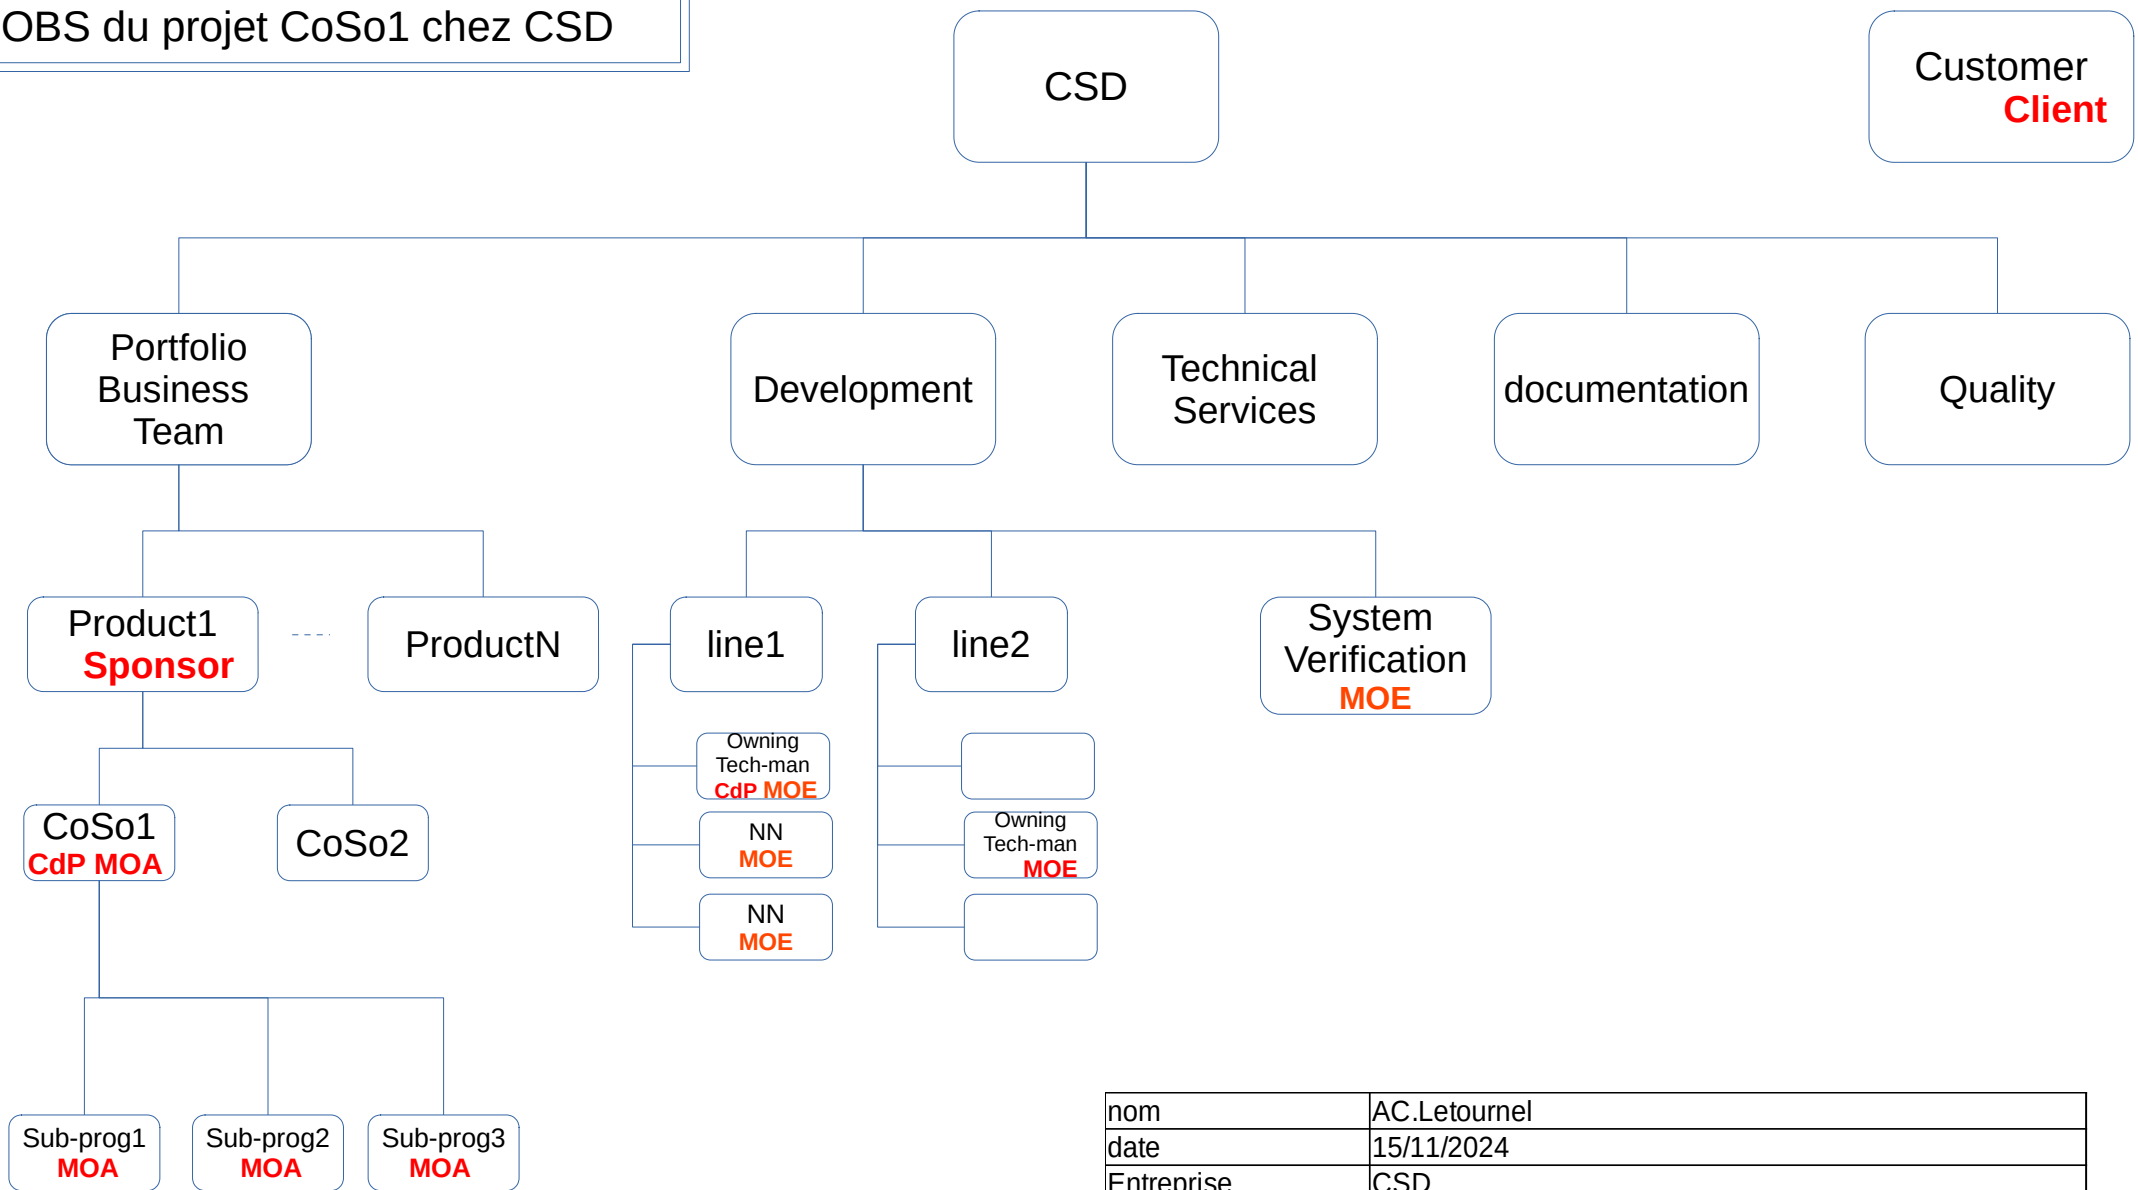 OBS du projet CoSo1 chez CSD
CSD
Customer
Client
Portfolio
Business
Team
Development
Technical
Services
documentation
Quality
Product1
Sponsor
ProductN
line1
line2
System
Verification
MOE
Owning
Tech-man
CdP MOE
NN
MOE
NN
MOE
Owning
Tech-man
MOE
CoSo1
CdP MOA
CoSo2
Sub-prog1
MOA
Sub-prog2
MOA
Sub-prog3
MOA
nom AC.Letournel
date 15/11/2024
Entreprise CSD